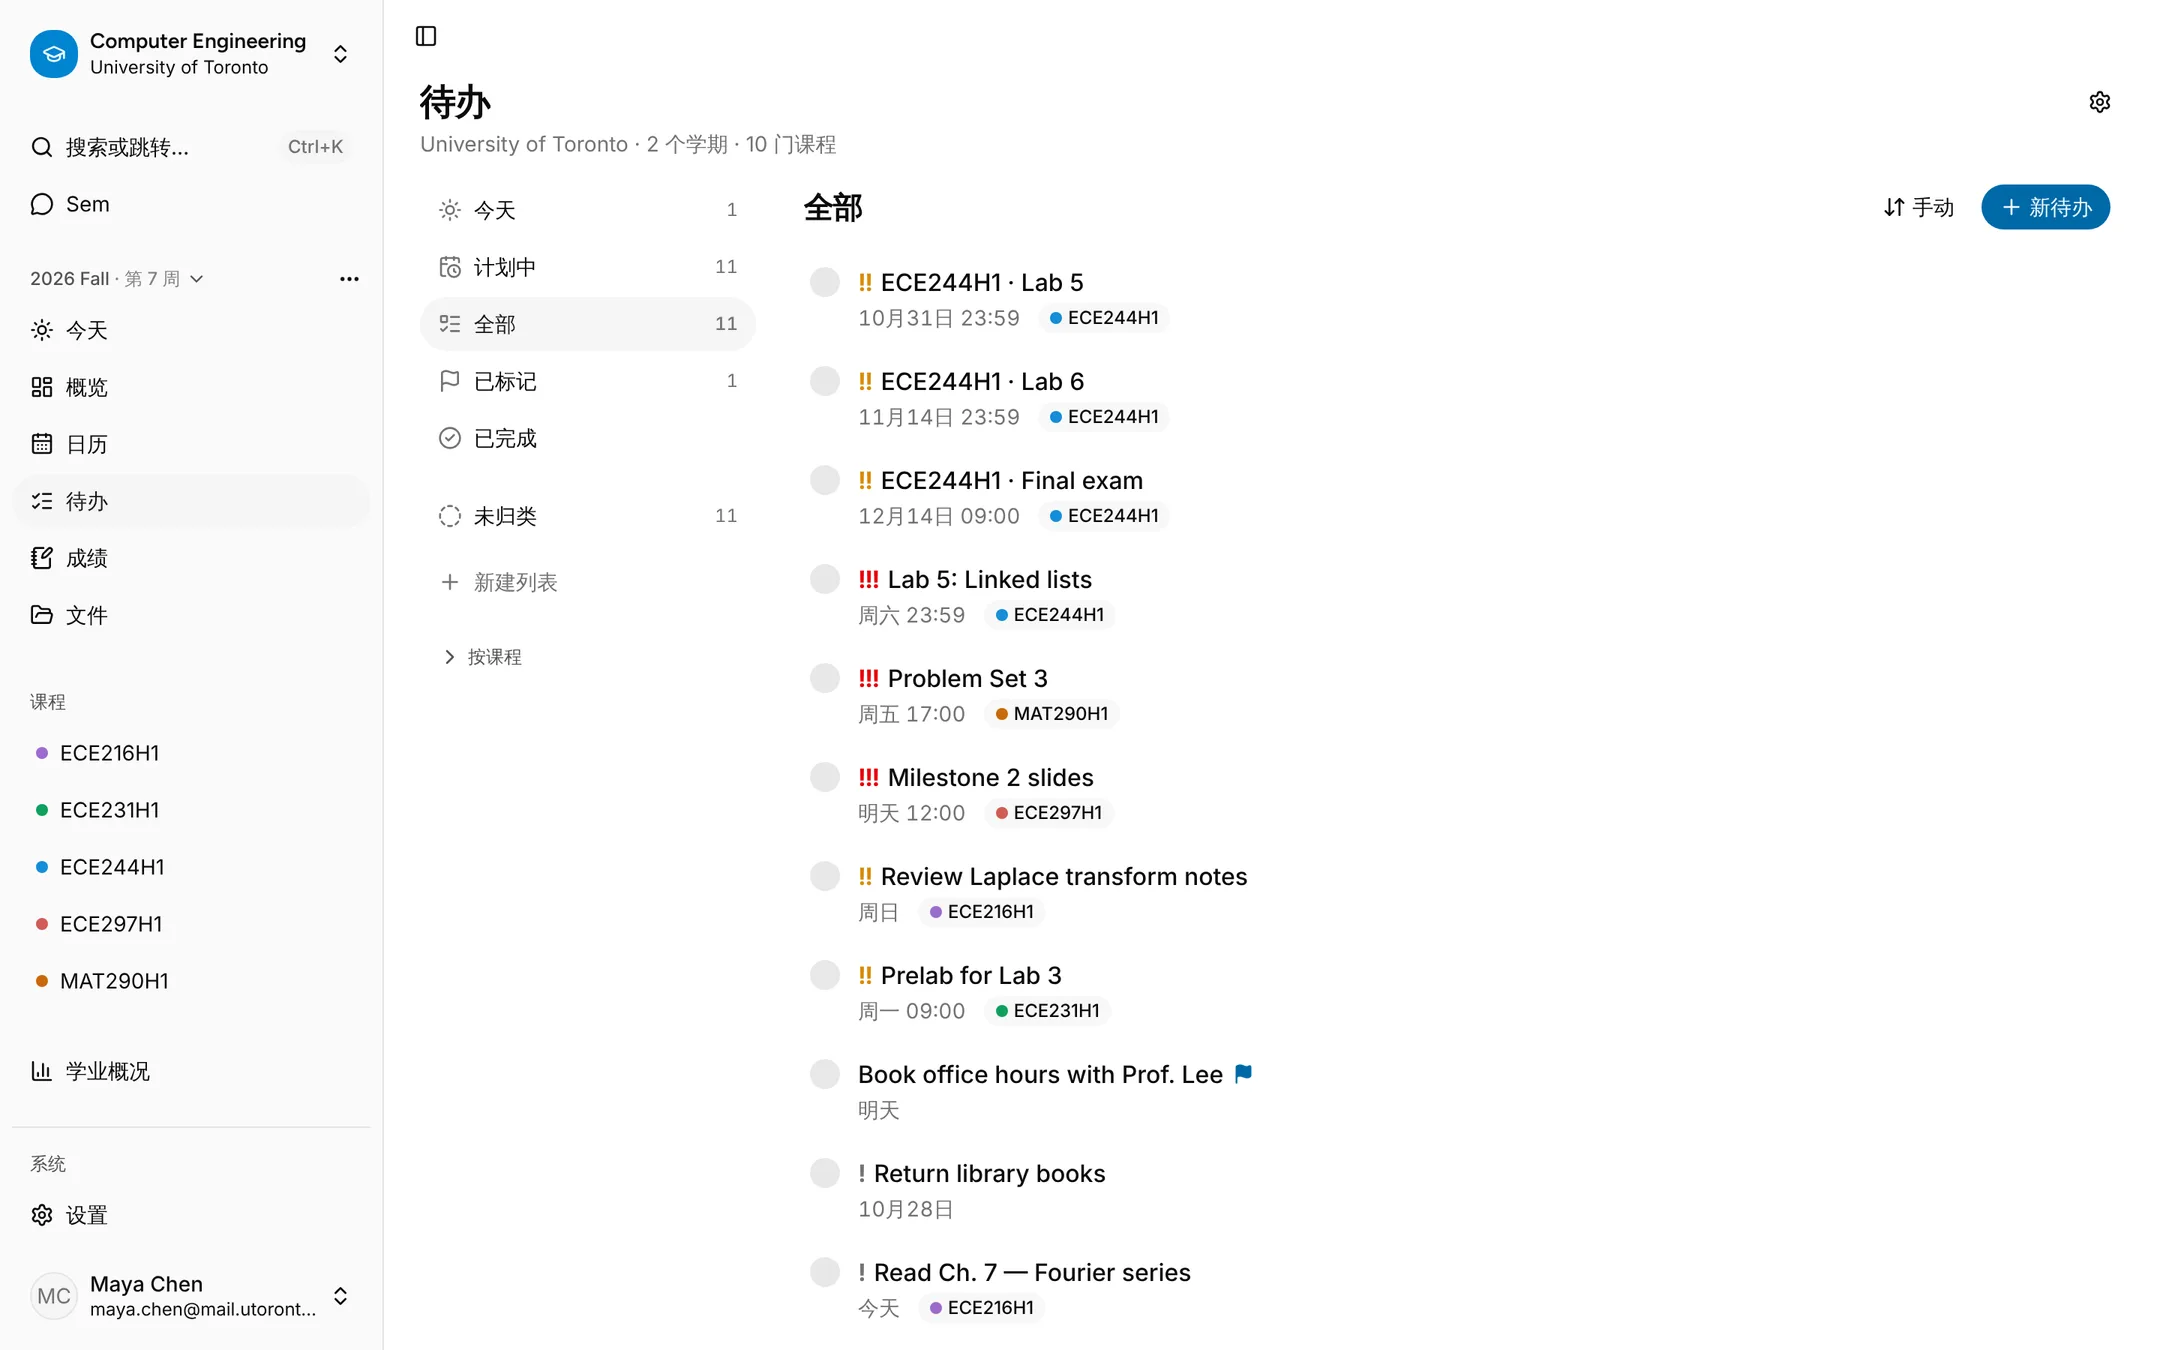 Computer Engineering
University of Toronto
搜索或跳转... Ctrl+K
Sem
2026 Fall · 第 7 周
今天
概览
日历
待办
成绩
文件
课程
ECE216H1
ECE231H1
ECE244H1
ECE297H1
MAT290H1
学业概况
系统
设置
MC
Maya Chen
maya.chen@mail.utoront...
待办
University of Toronto · 2 个学期 · 10 门课程
今天 1
计划中 11
全部 11
已标记 1
已完成
未归类 11
新建列表
按课程
全部
手动
新待办
!! ECE244H1 · Lab 5
10月31日 23:59 ECE244H1
!! ECE244H1 · Lab 6
11月14日 23:59 ECE244H1
!! ECE244H1 · Final exam
12月14日 09:00 ECE244H1
!!! Lab 5: Linked lists
周六 23:59 ECE244H1
!!! Problem Set 3
周五 17:00 MAT290H1
!!! Milestone 2 slides
明天 12:00 ECE297H1
!! Review Laplace transform notes
周日 ECE216H1
!! Prelab for Lab 3
周一 09:00 ECE231H1
Book office hours with Prof. Lee
明天
! Return library books
10月28日
! Read Ch. 7 — Fourier series
今天 ECE216H1